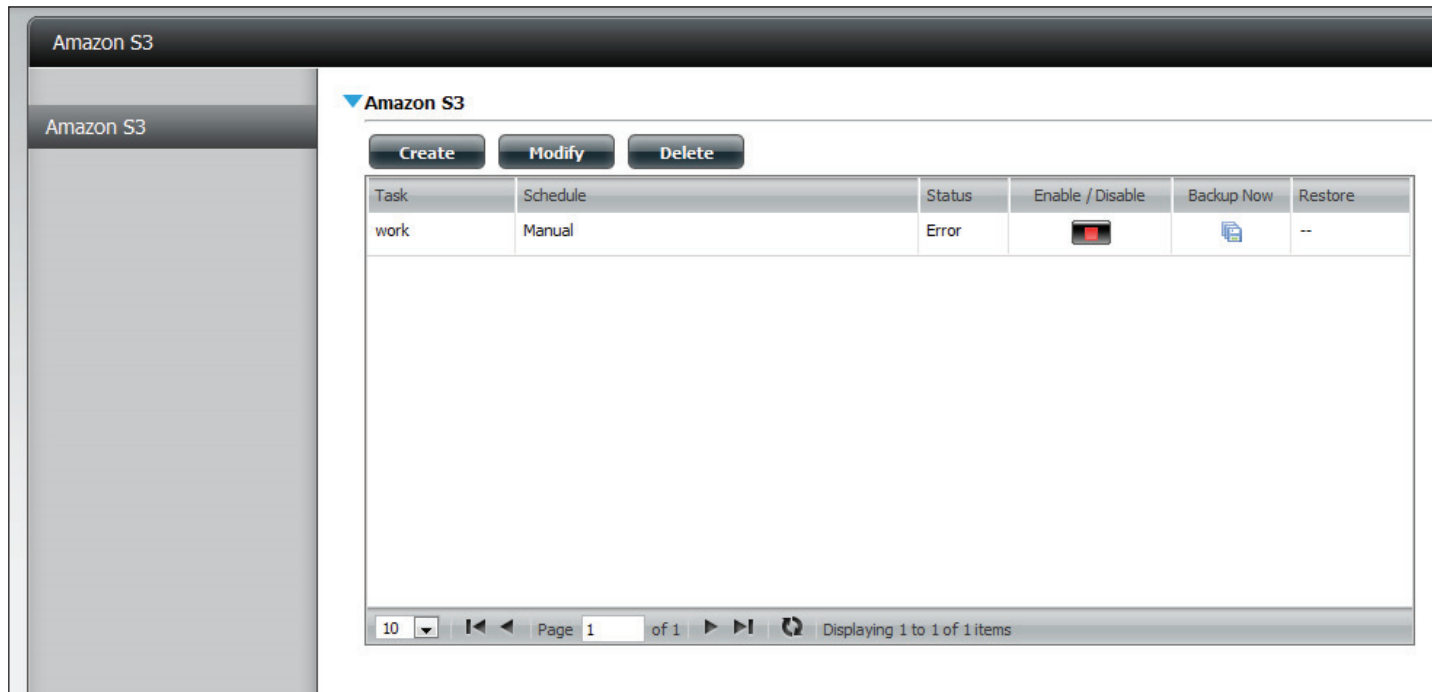 Amazon S3
Amazon S3
Amazon S3
Create Modify Delete
Task Schedule Status Enable / Disable Backup Now Restore
work Manual Error --
10 Page 1 of 1 Displaying 1 to 1 of 1 items